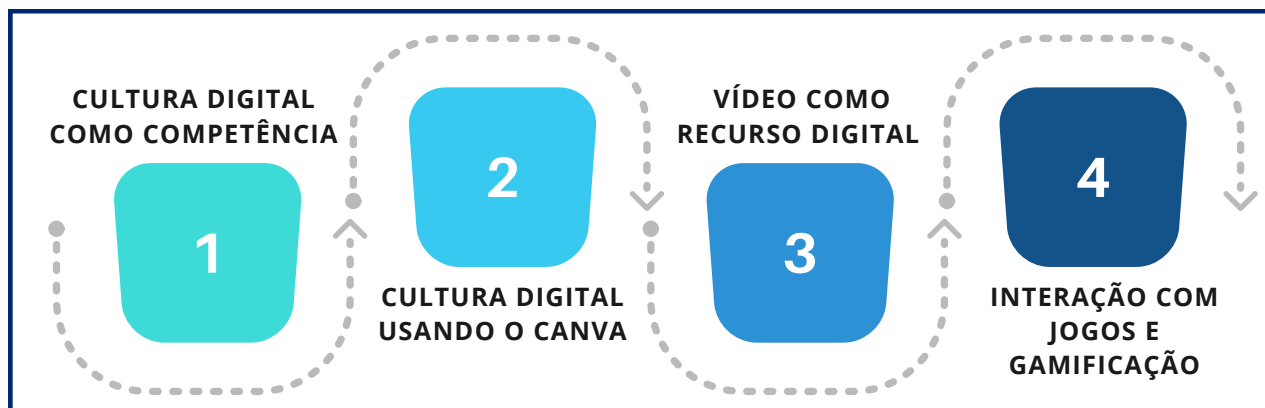 CULTURA DIGITAL
COMO COMPETÊNCIA
1
2
CULTURA DIGITAL
USANDO O CANVA
VÍDEO COMO
RECURSO DIGITAL
3
4
INTERAÇÃO COM
JOGOS E
GAMIFICAÇÃO